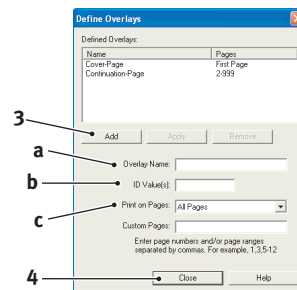 Define Overlays
Defined Overlays:
Name Pages
Cover-Page First Page
Continuation-Page 2-999
3
Add Apply Remove
a Overlay Name:
b ID Value(s):
c Print on Pages: All Pages
Custom Pages:
Enter page numbers and/or page ranges
separated by commas. For example, 1,3,5-12
4 Close Help